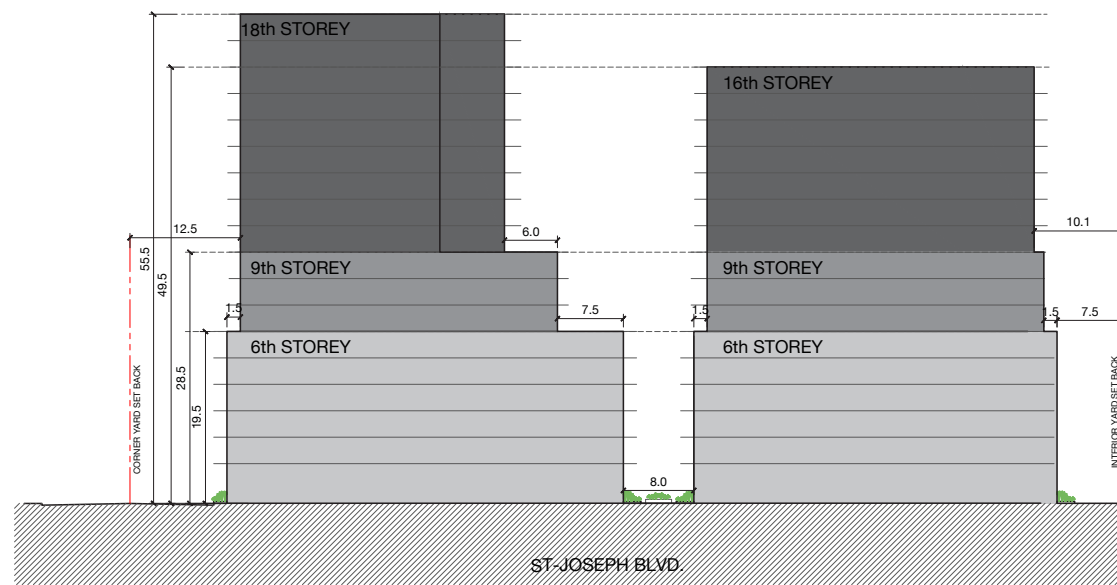 18th STOREY
16th STOREY
12.5
55.5
49.5
6.0
10.1
9th STOREY
9th STOREY
1.5
7.5
1.5
1.5
7.5
6th STOREY
6th STOREY
28.5
19.5
CORNER YARD SET BACK
INTERIOR YARD SET BACK
8.0
ST-JOSEPH BLVD.